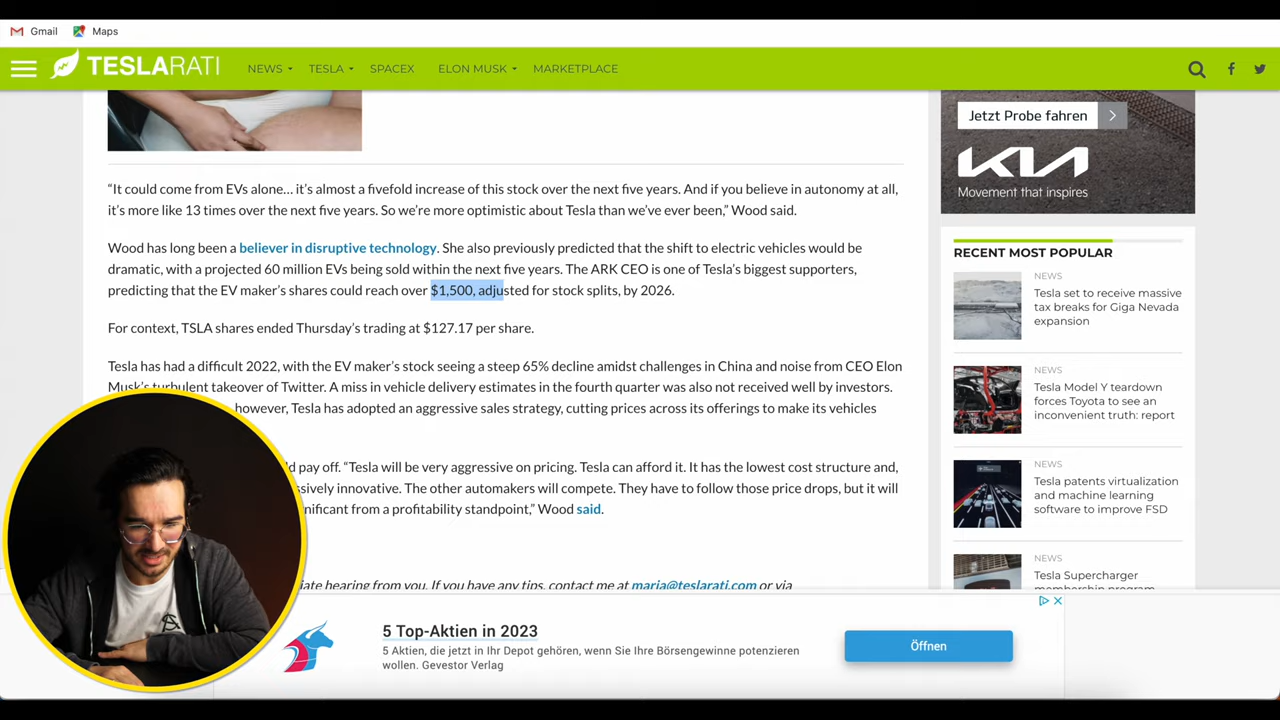 Gmail Maps
TESLARATI NEWS TESLA SPACEX ELON MUSK MARKETPLACE
“It could come from EVs alone… it’s almost a fivefold increase of this stock over the next five years. And if you believe in autonomy at all,
it’s more like 13 times over the next five years. So we’re more optimistic about Tesla than we’ve ever been,” Wood said.
Wood has long been a believer in disruptive technology. She also previously predicted that the shift to electric vehicles would be
dramatic, with a projected 60 million EVs being sold within the next five years. The ARK CEO is one of Tesla’s biggest supporters,
predicting that the EV maker’s shares could reach over $1,500, adjusted for stock splits, by 2026.
For context, TSLA shares ended Thursday’s trading at $127.17 per share.
Tesla has had a difficult 2022, with the EV maker’s stock seeing a steep 65% decline amidst challenges in China and noise from CEO Elon
Musk’s turbulent takeover of Twitter. A miss in vehicle delivery estimates in the fourth quarter was also not received well by investors.
however, Tesla has adopted an aggressive sales strategy, cutting prices across its offerings to make its vehicles
pay off. “Tesla will be very aggressive on pricing. Tesla can afford it. It has the lowest cost structure and,
innovative. The other automakers will compete. They have to follow those price drops, but it will
from a profitability standpoint,” Wood said.
hearing from you. If you have any tips, contact me at maria@teslarati.com or via
Jetzt Probe fahren
KIA
Movement that inspires
RECENT MOST POPULAR
NEWS
Tesla set to receive massive
tax breaks for Giga Nevada
expansion
NEWS
Tesla Model Y teardown
forces Toyota to see an
inconvenient truth: report
NEWS
Tesla patents virtualization
and machine learning
software to improve FSD
NEWS
Tesla Supercharger
membership program
5 Top-Aktien in 2023
5 Aktien, die jetzt in Ihr Depot gehören, wenn Sie Ihre Börsengewinne potenzieren
wollen. Gevestor Verlag
Öffnen